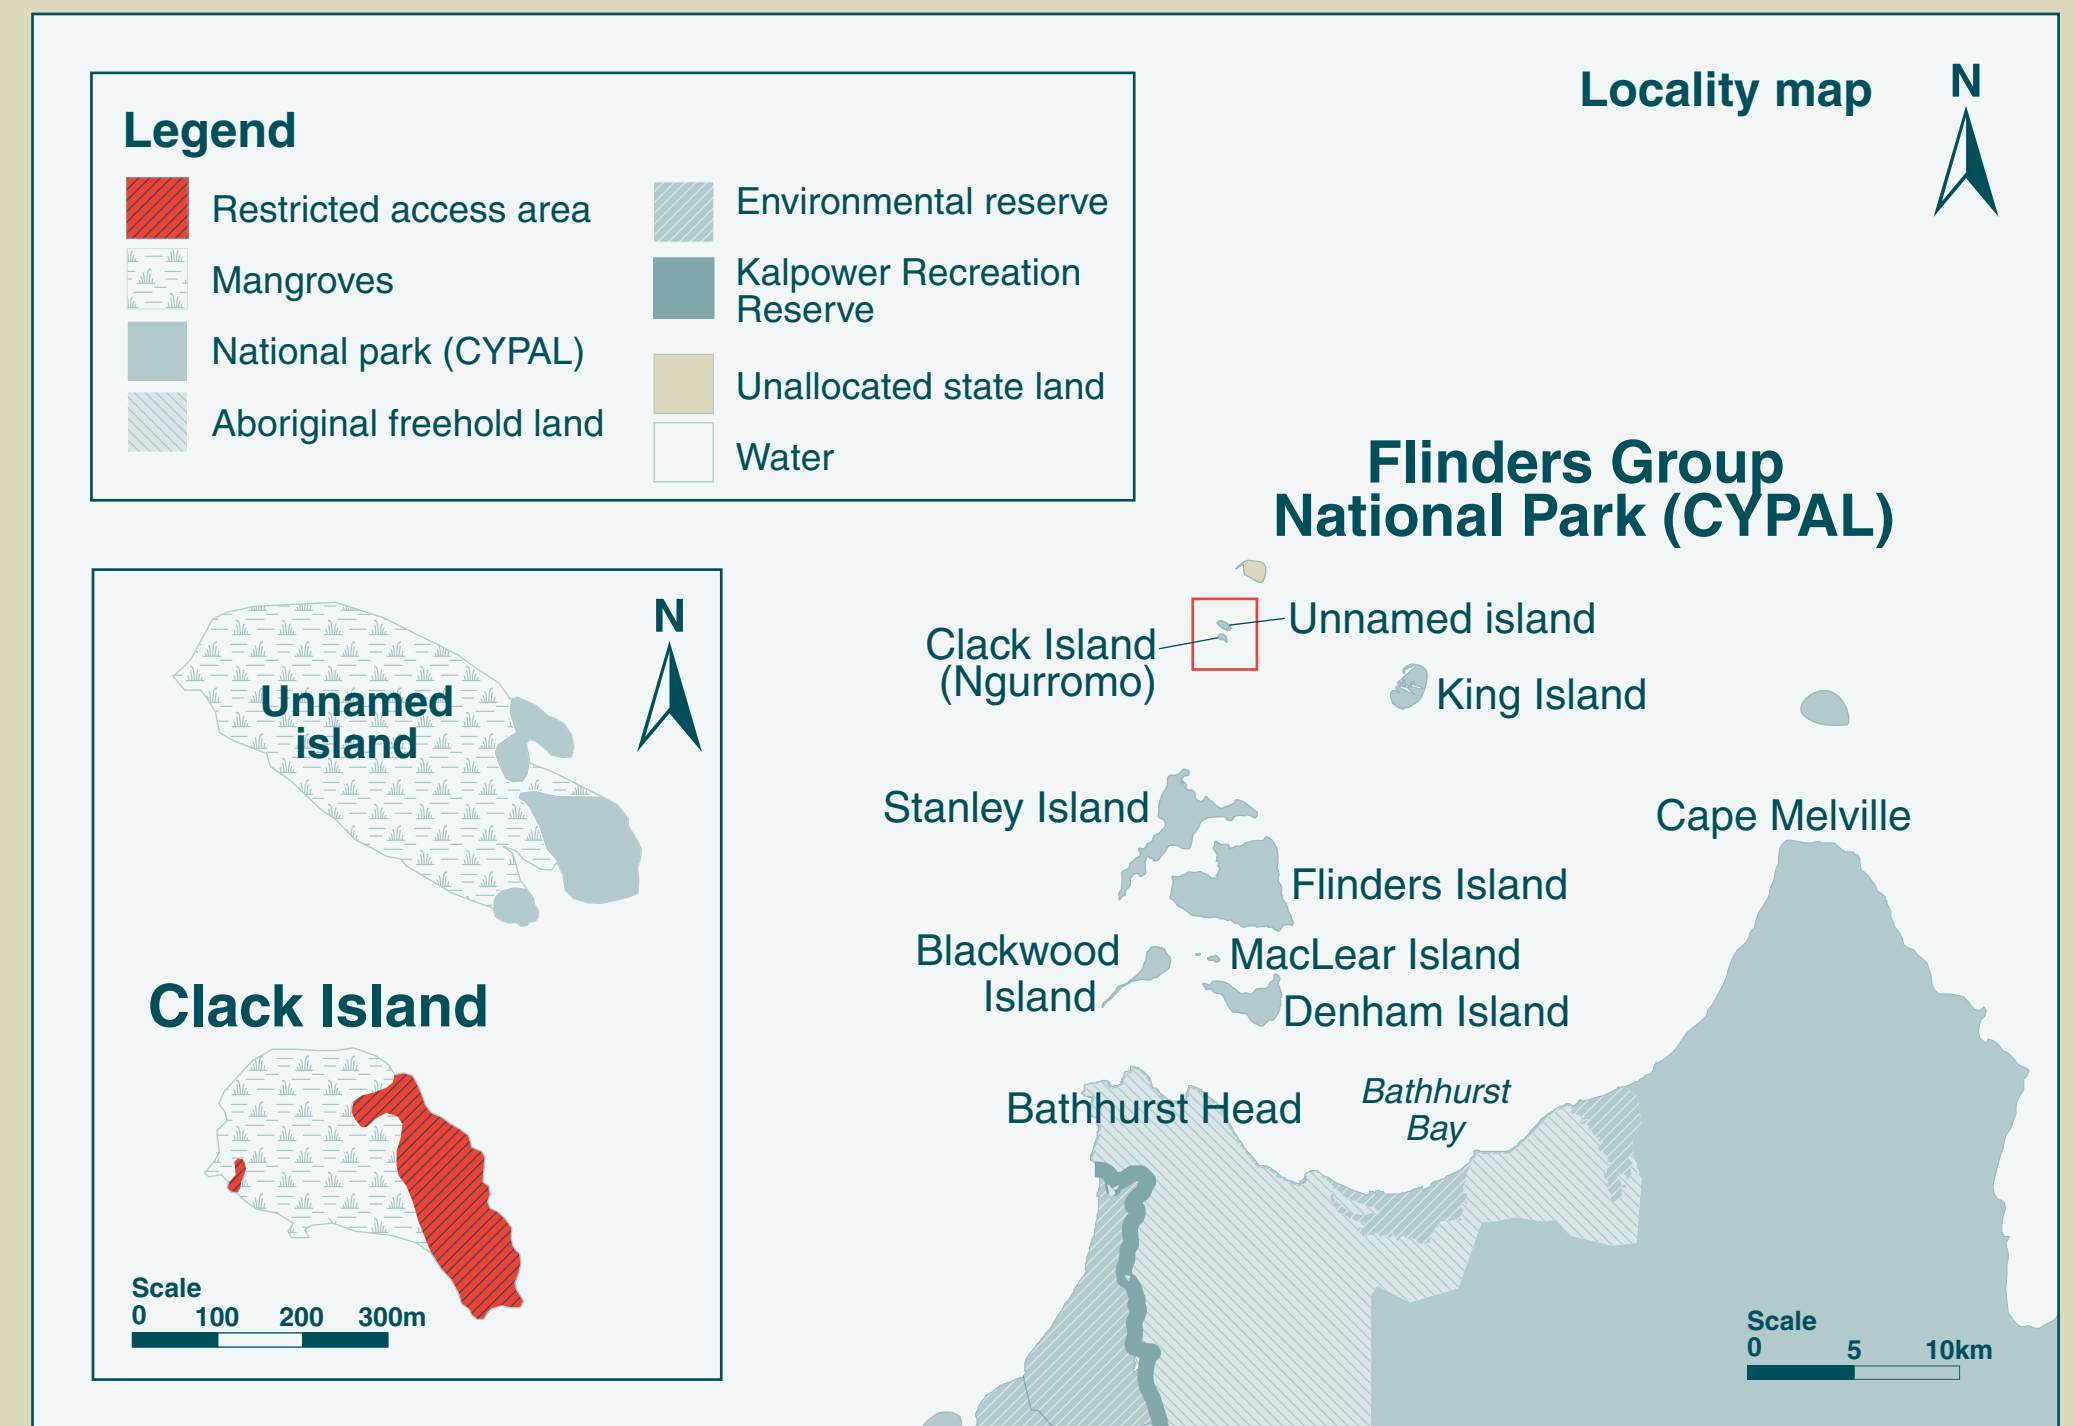 Locality map
N
Legend
Restricted access area
Mangroves
National park (CYPAL)
Aboriginal freehold land
Environmental reserve
Kalpower Recreation
Reserve
Unallocated state land
Water
Flinders Group
National Park (CYPAL)
Unnamed island
Clack Island
(Ngurromo)
King Island
Stanley Island
Cape Melville
Flinders Island
Blackwood
Island
MacLear Island
Denham Island
Bathhurst Head
Bathhurst
Bay
Scale
0 5 10km
N
Unnamed
island
Clack Island
Scale
0 100 200 300m